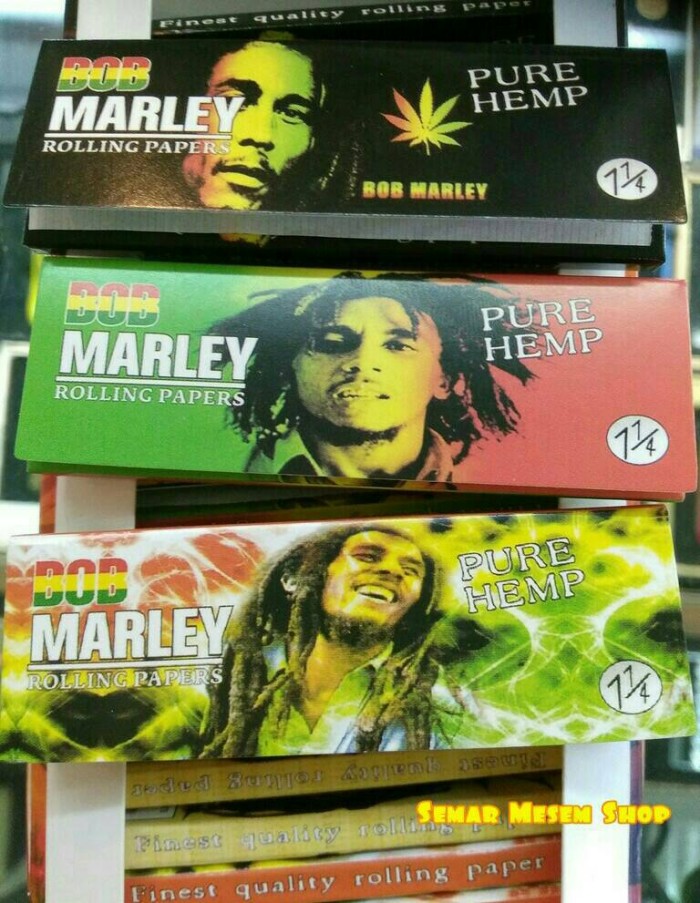 Finest quality rolling paper
BOB
MARLEY
ROLLING PAPERS
PURE
HEMP
BOB MARLEY
1 1/4
BOB
MARLEY
ROLLING PAPERS
PURE
HEMP
1 1/4
BOB
MARLEY
ROLLING PAPERS
PURE
HEMP
1 1/4
Finest quality rolling paper
SEMAR MESEM SHOP
Finest quality rolling
Finest quality rolling paper